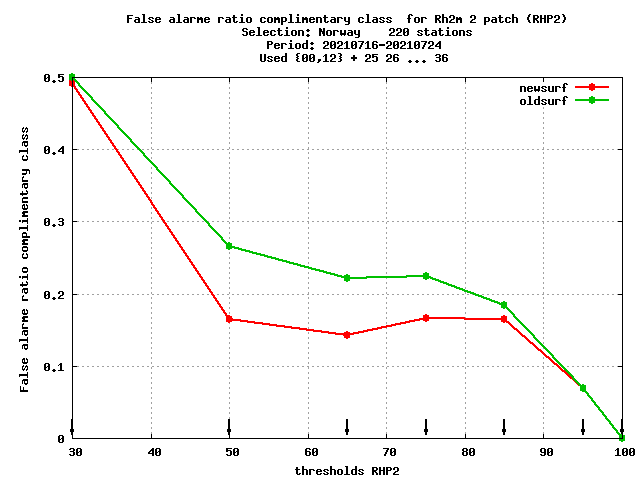 False alarme ratio complimentary class  for Rh2m 2 patch (RHP2)
Selection: Norway    220 stations
Period: 20210716-20210724
Used {00,12} + 25 26 ... 36
newsurf
oldsurf
False alarme ratio complimentary class
0.5
0.4
0.3
0.2
0.1
0
30 40 50 60 70 80 90 100
thresholds RHP2